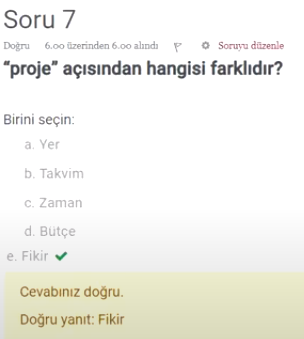 Soru 7
Doğru 6.00 üzerinden 6.00 alındı Soruyu düzenle
“proje” açısından hangisi farklıdır?
Birini seçin:
a. Yer
b. Takvim
c. Zaman
d. Bütçe
e. Fikir
Cevabınız doğru.
Doğru yanıt: Fikir